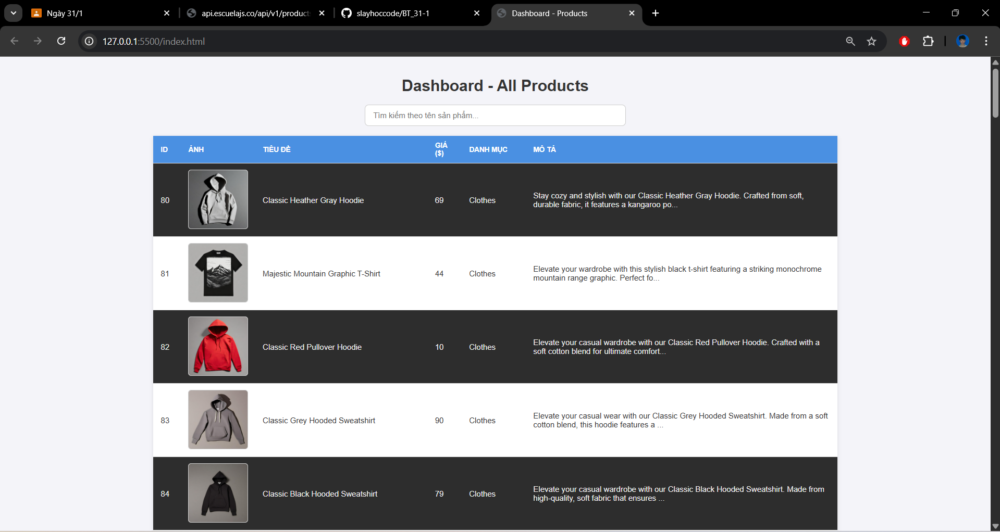 Ngày 31/1
api.escuelajs.co/api/v1/products
slayhoccode/BT_31-1
Dashboard - Products
127.0.0.1:5500/index.html
Dashboard - All Products
Tìm kiếm theo tên sản phẩm...
ID ẢNH TIÊU ĐỀ GIÁ ($) DANH MỤC MÔ TẢ
80 Classic Heather Gray Hoodie 69 Clothes Stay cozy and stylish with our Classic Heather Gray Hoodie. Crafted from soft,
durable fabric, it features a kangaroo po...
81 Majestic Mountain Graphic T-Shirt 44 Clothes Elevate your wardrobe with this stylish black t-shirt featuring a striking monochrome
mountain range graphic. Perfect fo...
82 Classic Red Pullover Hoodie 10 Clothes Elevate your casual wardrobe with our Classic Red Pullover Hoodie. Crafted with a
soft cotton blend for ultimate comfort...
83 Classic Grey Hooded Sweatshirt 90 Clothes Elevate your casual wear with our Classic Grey Hooded Sweatshirt. Made from a soft
cotton blend, this hoodie features a ...
84 Classic Black Hooded Sweatshirt 79 Clothes Elevate your casual wardrobe with our Classic Black Hooded Sweatshirt. Made from
high-quality, soft fabric that ensures ...